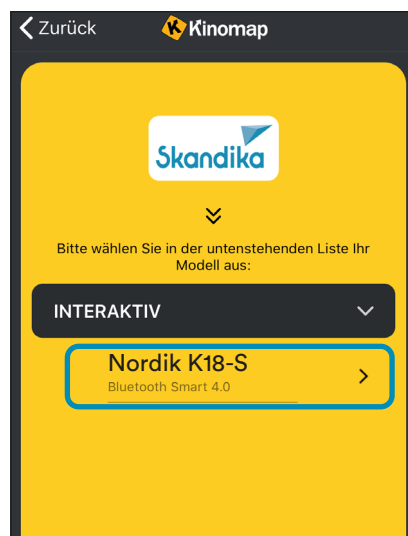 Zurück
Kinomap
Skandika
Bitte wählen Sie in der untenstehenden Liste Ihr
Modell aus:
INTERAKTIV
Nordik K18-S
Bluetooth Smart 4.0